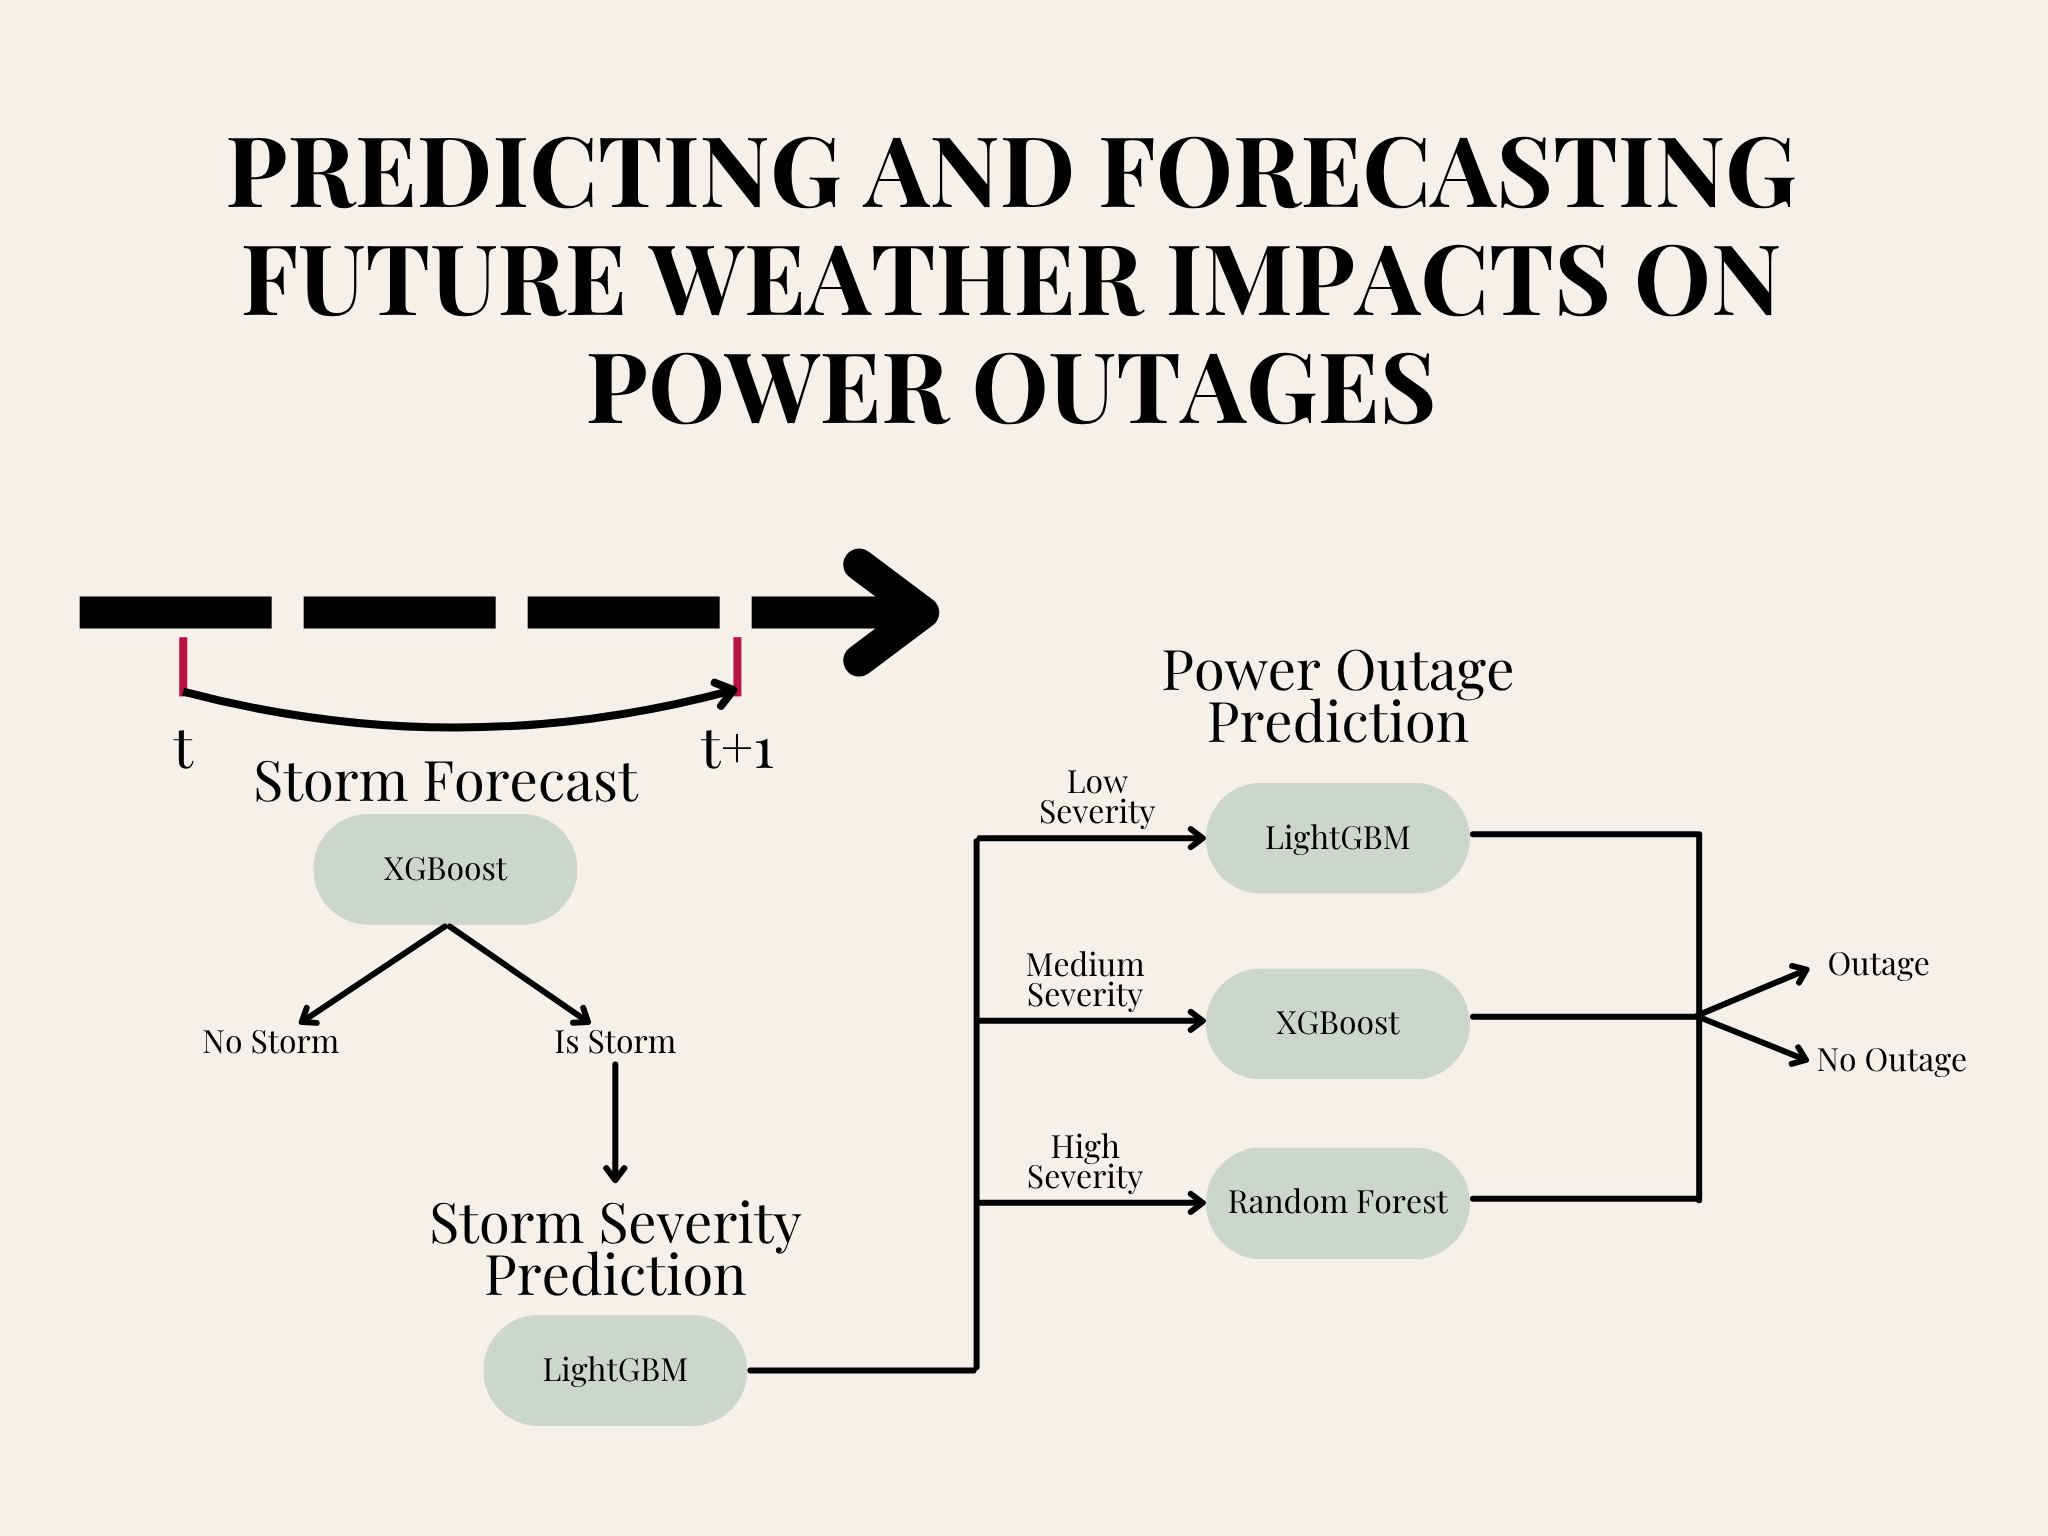 PREDICTING AND FORECASTING
FUTURE WEATHER IMPACTS ON
POWER OUTAGES
t
t+1
Storm Forecast
XGBoost
No Storm
Is Storm
Storm Severity
Prediction
LightGBM
Power Outage
Prediction
Low
Severity
LightGBM
Medium
Severity
XGBoost
High
Severity
Random Forest
Outage
No Outage